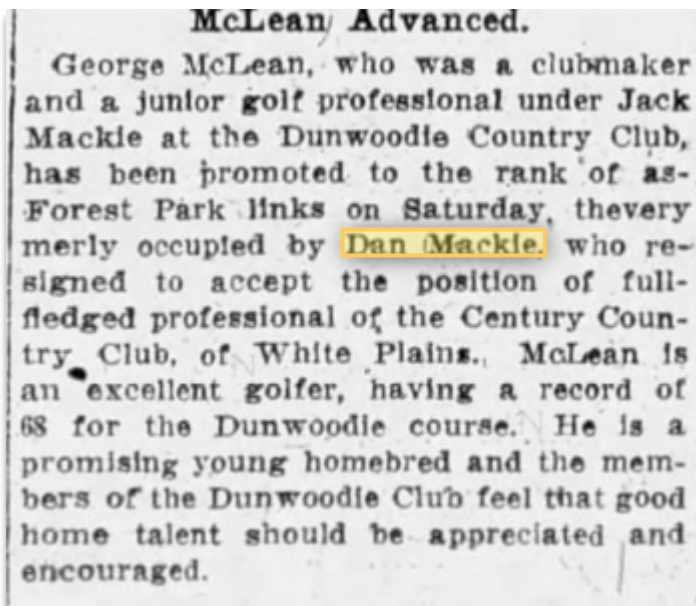 McLean Advanced.
George McLean, who was a clubmaker
and a junior golf professional under Jack
Mackie at the Dunwoodie Country Club,
has been promoted to the rank of as-
Forest Park links on Saturday, thevery
merly occupied by Dan Mackie, who re-
signed to accept the position of full-
fledged professional of the Century Coun-
try Club, of White Plains. McLean is
an excellent golfer, having a record of
68 for the Dunwoodie course. He is a
promising young homebred and the mem-
bers of the Dunwoodie Club feel that good
home talent should be appreciated and
encouraged.